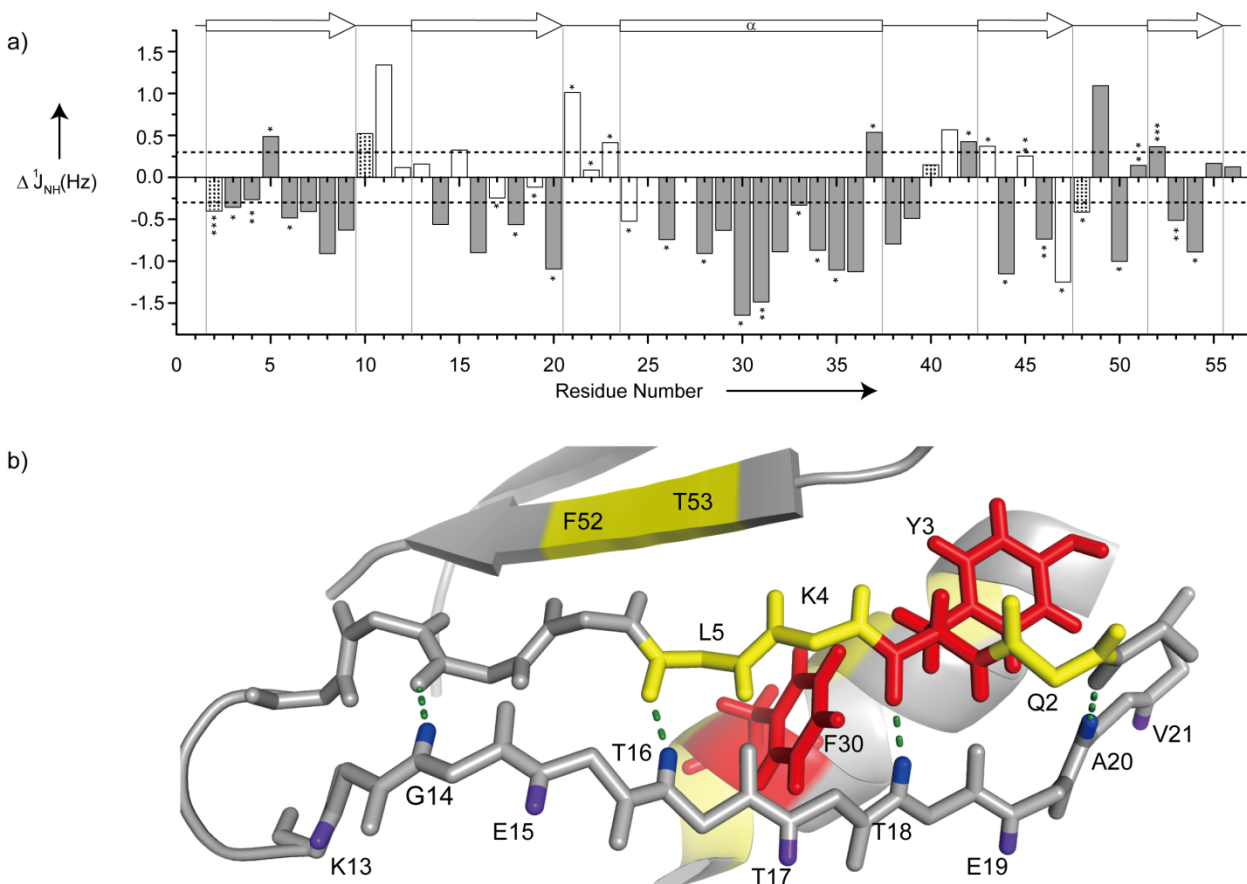 a)
α
1.5
1.0
0.5
0.0
-0.5
-1.0
-1.5
Δ ¹J_NH(Hz)
0 5 10 15 20 25 30 35 40 45 50 55
Residue Number
b)
F52
T53
Y3
K4
L5
Q2
V21
A20
F30
T16
G14
T18
E15
E19
K13
T17